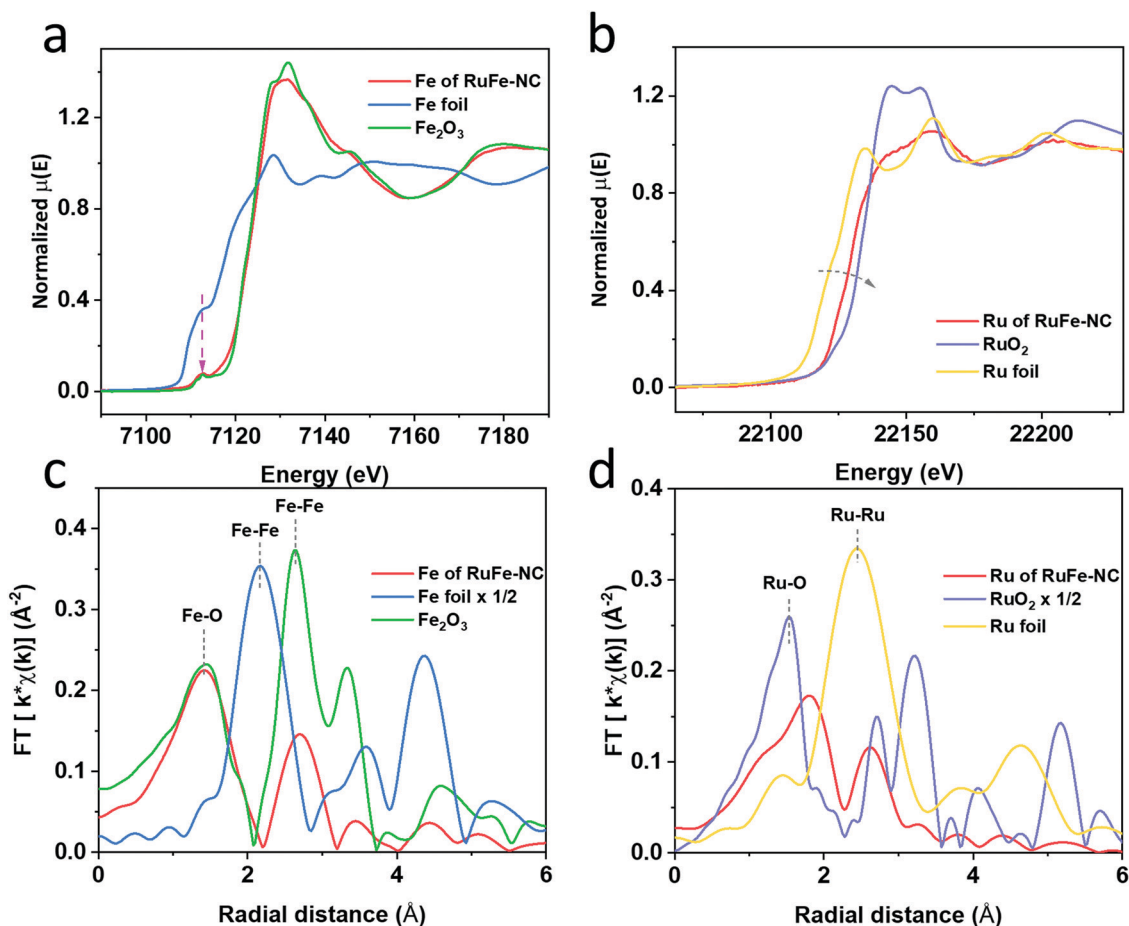 a
Normalized μ(E)
1.2
0.8
0.4
0.0
Fe of RuFe-NC
Fe foil
Fe₂O₃
7100 7120 7140 7160 7180
Energy (eV)
b
Normalized μ(E)
1.2
0.8
0.4
0.0
Ru of RuFe-NC
RuO₂
Ru foil
22100 22150 22200
Energy (eV)
c
FT [ k*χ(k)] (Å⁻²)
0.4
0.3
0.2
0.1
0.0
Fe-O
Fe-Fe
Fe-Fe
Fe of RuFe-NC
Fe foil x 1/2
Fe₂O₃
0 2 4 6
Radial distance (Å)
d
FT [ k*χ(k)] (Å⁻²)
0.4
0.3
0.2
0.1
0.0
Ru-O
Ru-Ru
Ru of RuFe-NC
RuO₂ x 1/2
Ru foil
0 2 4 6
Radial distance (Å)